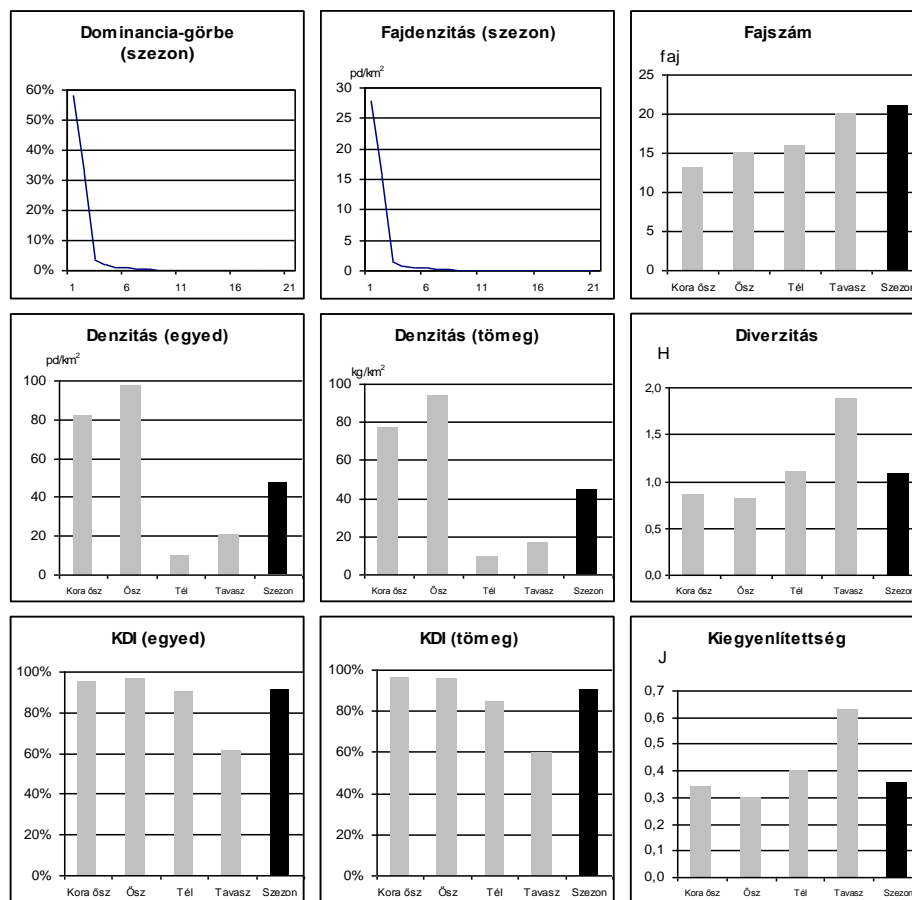 Dominancia-görbe
(szezon)
60%
50%
40%
30%
20%
10%
0%
1 6 11 16 21
Fajdenzitás (szezon)
pd/km²
30
25
20
15
10
5
0
1 6 11 16 21
Fajszám
faj
25
20
15
10
5
0
Kora ősz Ősz Tél Tavasz Szezon
Denzitás (egyed)
pd/km²
100
80
60
40
20
0
Kora ősz Ősz Tél Tavasz Szezon
Denzitás (tömeg)
kg/km²
100
80
60
40
20
0
Kora ősz Ősz Tél Tavasz Szezon
Diverzitás
H
2,0
1,5
1,0
0,5
0,0
Kora ősz Ősz Tél Tavasz Szezon
KDI (egyed)
100%
80%
60%
40%
20%
0%
Kora ősz Ősz Tél Tavasz Szezon
KDI (tömeg)
100%
80%
60%
40%
20%
0%
Kora ősz Ősz Tél Tavasz Szezon
Kiegyenlítettség
J
0,7
0,6
0,5
0,4
0,3
0,2
0,1
0,0
Kora ősz Ősz Tél Tavasz Szezon